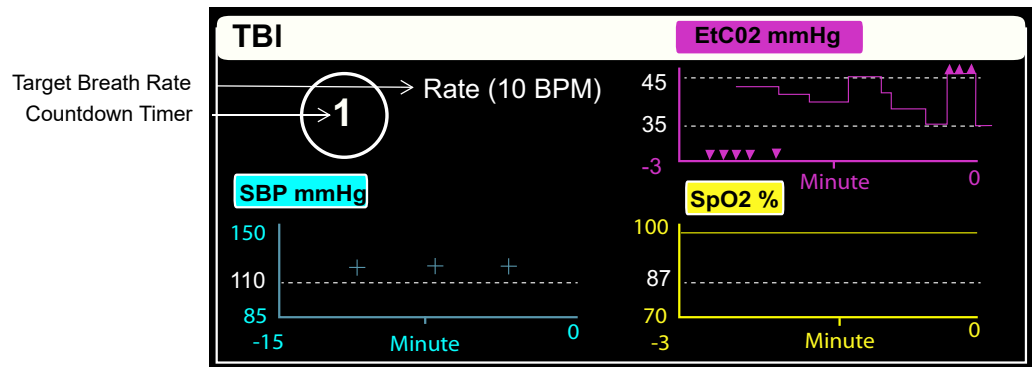 TBI
EtC02 mmHg
Target Breath Rate
Rate (10 BPM)
Countdown Timer
1
45
35
-3
Minute
0
SBP mmHg
150
110
85
-15
Minute
0
SpO2 %
100
87
70
-3
Minute
0